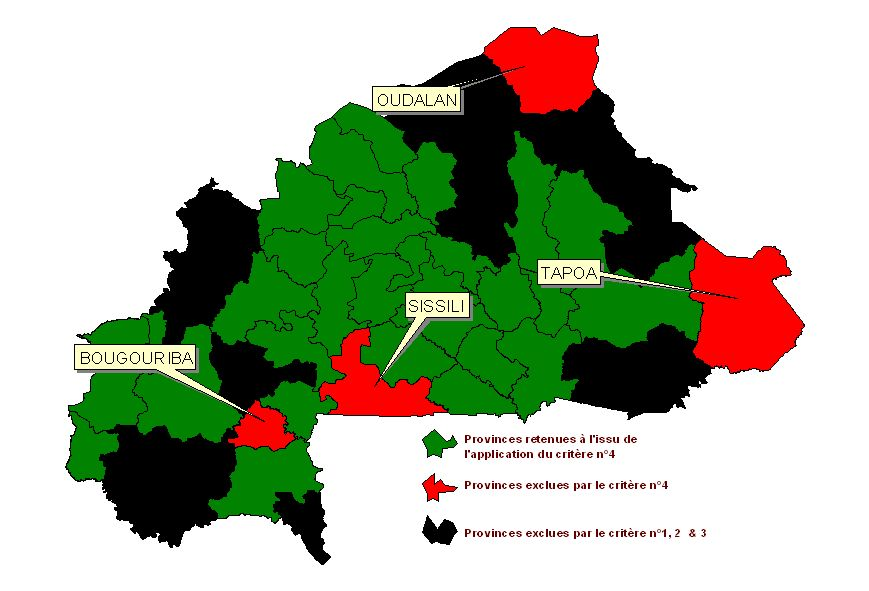 OUDALAN
TAPOA
SISSILI
BOUGOURIBA
Provinces retenues à l'issu de
l'application du critère n°4
Provinces exclues par le critère n°4
Provinces exclues par le critère n°1, 2 & 3